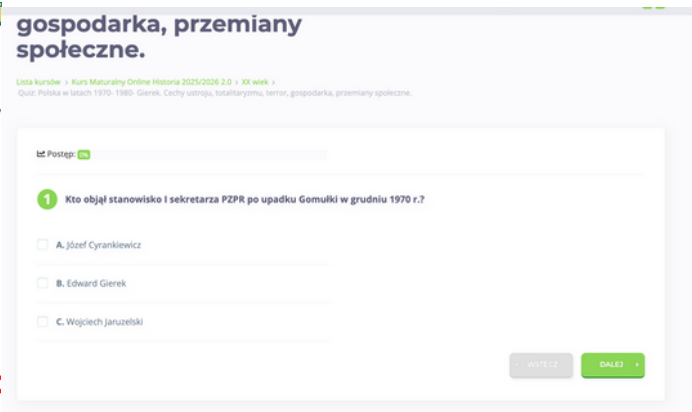 gospodarka, przemiany
społeczne.
Lista kursów > Kurs Maturalny Online Historia 2025/2026 2.0 > XX wiek >
Quiz: Polska w latach 1970- 1980- Gierek. Cechy ustroju, totalitaryzmu, terror, gospodarka, przemiany społeczne.
Postęp: 0%
1 Kto objął stanowisko I sekretarza PZPR po upadku Gomułki w grudniu 1970 r.?
A. Józef Cyrankiewicz
B. Edward Gierek
C. Wojciech Jaruzelski
WSTECZ DALEJ